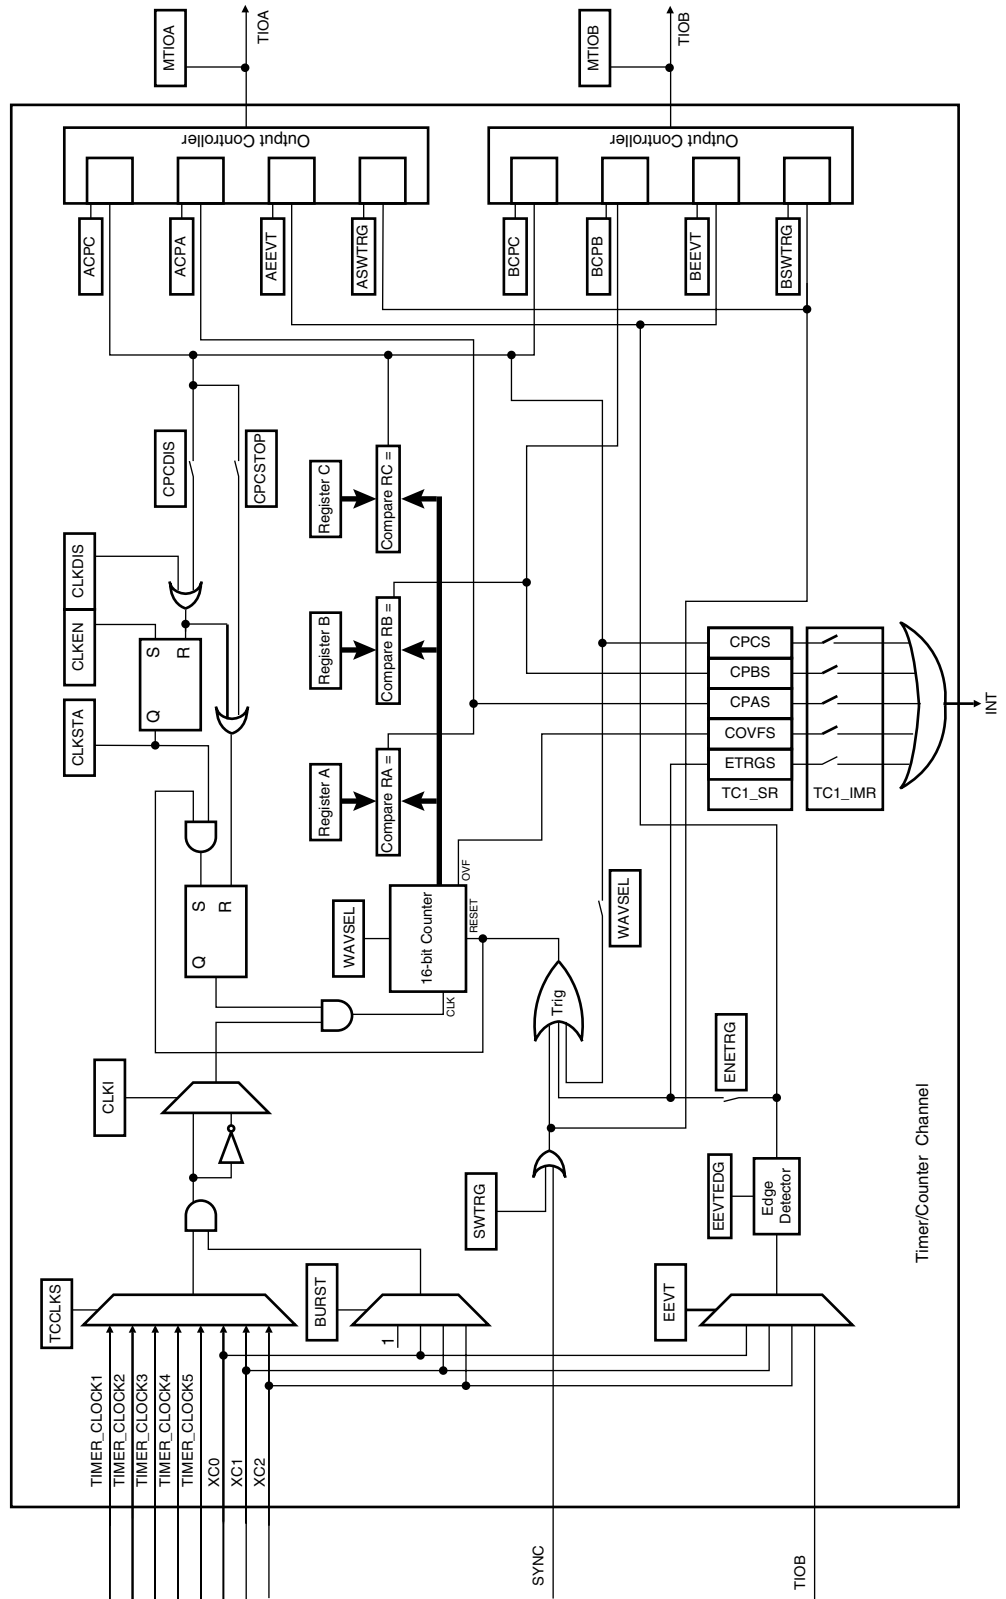 TIMER_CLOCK1
TIMER_CLOCK2
TIMER_CLOCK3
TIMER_CLOCK4
TIMER_CLOCK5
XC0
XC1
XC2
TCCLKS
BURST
1
CLKI
CLKSTA
CLKEN
CLKDIS
Q
S
R
Q
S
R
CPCDIS
CPCSTOP
WAVSEL
16-bit Counter
CLK
RESET
OVF
Register A
Register B
Register C
Compare RA =
Compare RB =
Compare RC =
ACPC
ACPA
AEEVT
ASWTRG
Output Controller
MTIOA
TIOA
BCPC
BCPB
BEEVT
BSWTRG
Output Controller
MTIOB
TIOB
SYNC
SWTRG
Trig
WAVSEL
ENETRG
TIOB
EEVT
EEVTEDG
Edge
Detector
CPCS
CPBS
CPAS
COVFS
ETRGS
TC1_SR
TC1_IMR
INT
Timer/Counter Channel